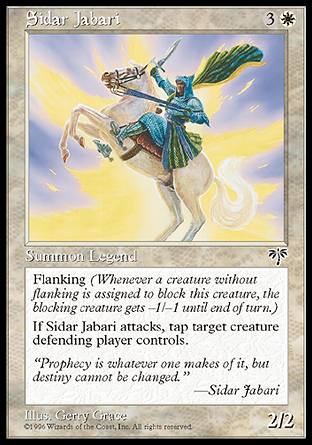 Sidar Jabari 3
Summon Legend
Flanking (Whenever a creature without
flanking is assigned to block this creature, the
blocking creature gets –1/–1 until end of turn.)
If Sidar Jabari attacks, tap target creature
defending player controls.
“Prophecy is whatever one makes of it, but
destiny cannot be changed.”
—Sidar Jabari
Illus. Gerry Grace
©1996 Wizards of the Coast, Inc. All rights reserved.
2/2